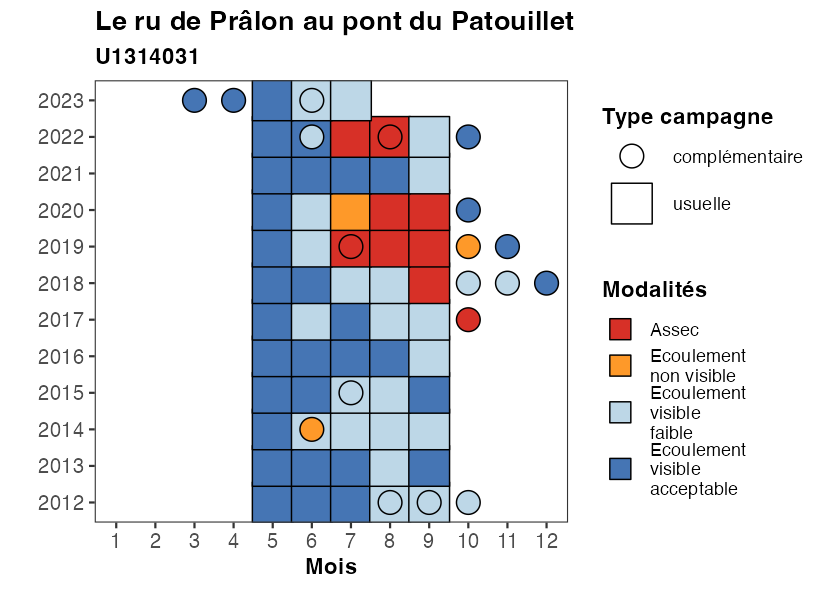 Le ru de Prâlon au pont du Patouillet
U1314031
2023
2022
2021
2020
2019
2018
2017
2016
2015
2014
2013
2012
1 2 3 4 5 6 7 8 9 10 11 12
Mois
Type campagne
complémentaire
usuelle
Modalités
Assec
Ecoulement
non visible
Ecoulement
visible
faible
Ecoulement
visible
acceptable